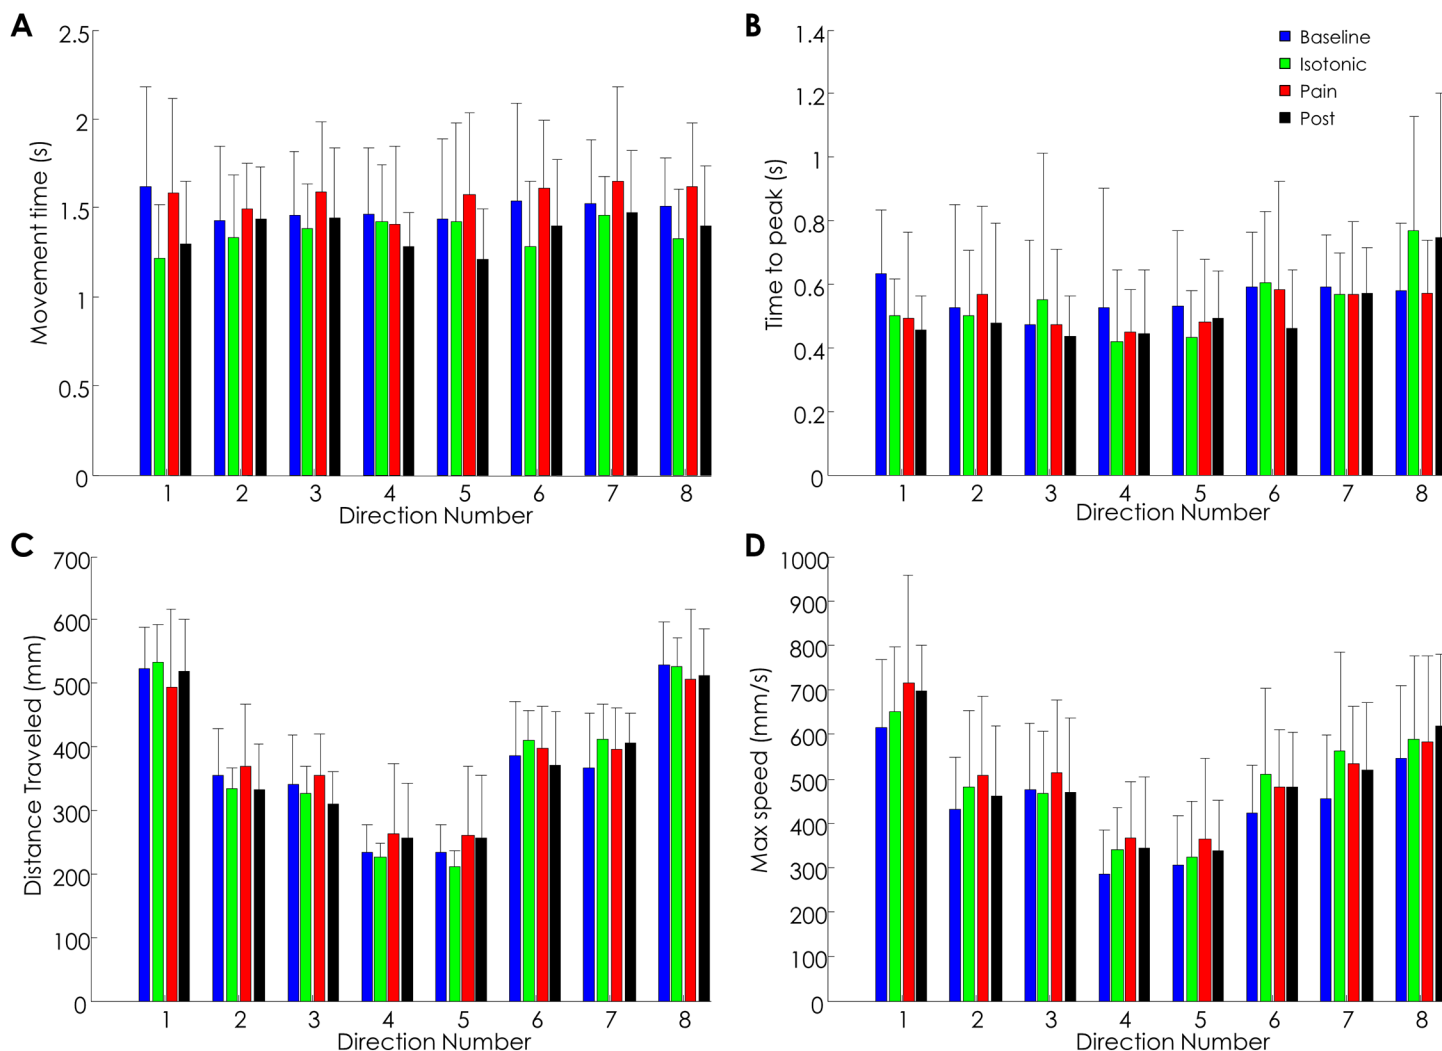 A
Movement time (s)
2.5
2
1.5
1
0.5
0
1 2 3 4 5 6 7 8
Direction Number
B
Time to peak (s)
1.4
1.2
1
0.8
0.6
0.4
0.2
0
1 2 3 4 5 6 7 8
Direction Number
Baseline
Isotonic
Pain
Post
C
Distance Traveled (mm)
700
600
500
400
300
200
100
0
1 2 3 4 5 6 7 8
Direction Number
D
Max speed (mm/s)
1000
900
800
700
600
500
400
300
200
100
0
1 2 3 4 5 6 7 8
Direction Number